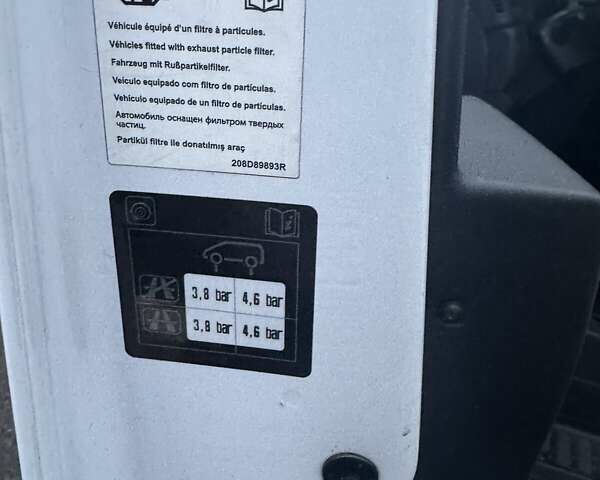 Véhicule équipé d'un filtre à particules.
Véhicles fitted with exhaust particle filter.
Fahrzeug mit Rußpartikelfilter.
Veículo equipado com filtro de partículas.
Vehiculo equipado de un filtro de partículas.
Автомобиль оснащен фильтром твердых
частиц.
Partikül filtre ile donatılmış araç
208D89893R
3,8 bar 4,6 bar
3,8 bar 4,6 bar